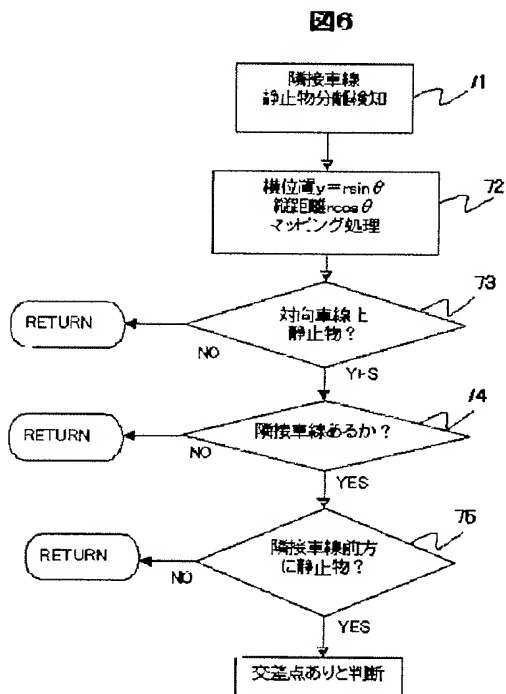 図6
隣接車線
静止物分離検知
71
横位置y=rsinθ
縦距離rcosθ
マッピング処理
72
対向車線上
静止物？
73
RETURN
NO
YES
隣接車線あるか？
74
RETURN
NO
YES
隣接車線前方
に静止物？
75
RETURN
NO
YES
交差点ありと判断